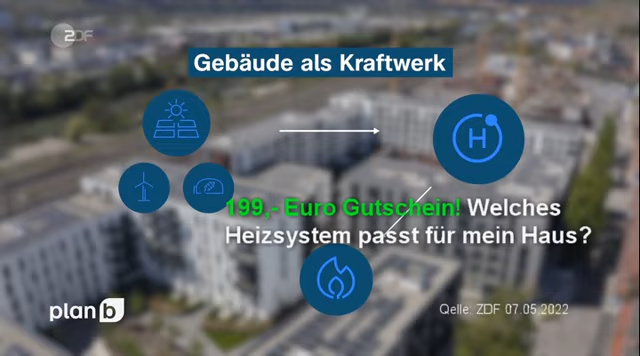 ZDF
Gebäude als Kraftwerk
H
199,- Euro Gutschein! Welches
Heizsystem passt für mein Haus?
plan b
Qelle: ZDF 07.05.2022